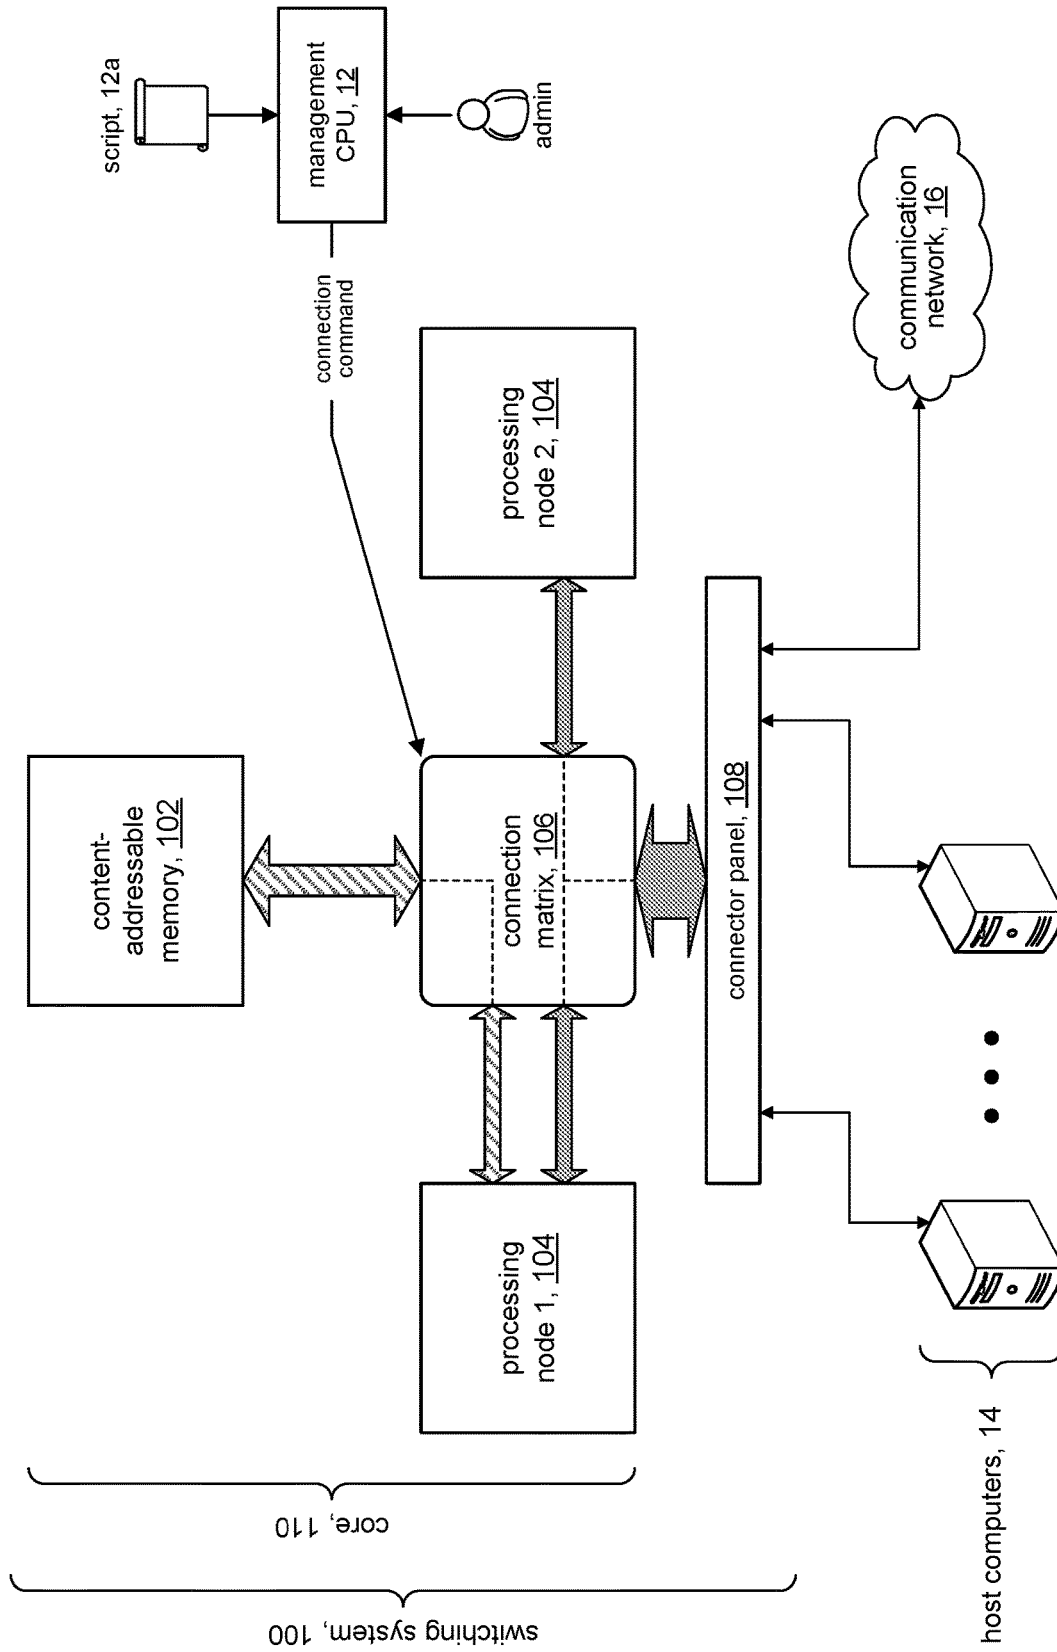 script, 12a
management
CPU, 12
admin
connection
command
content-
addressable
memory, 102
processing
node 1, 104
connection
matrix, 106
processing
node 2, 104
connector panel, 108
communication
network, 16
host computers, 14
core, 110
switching system, 100